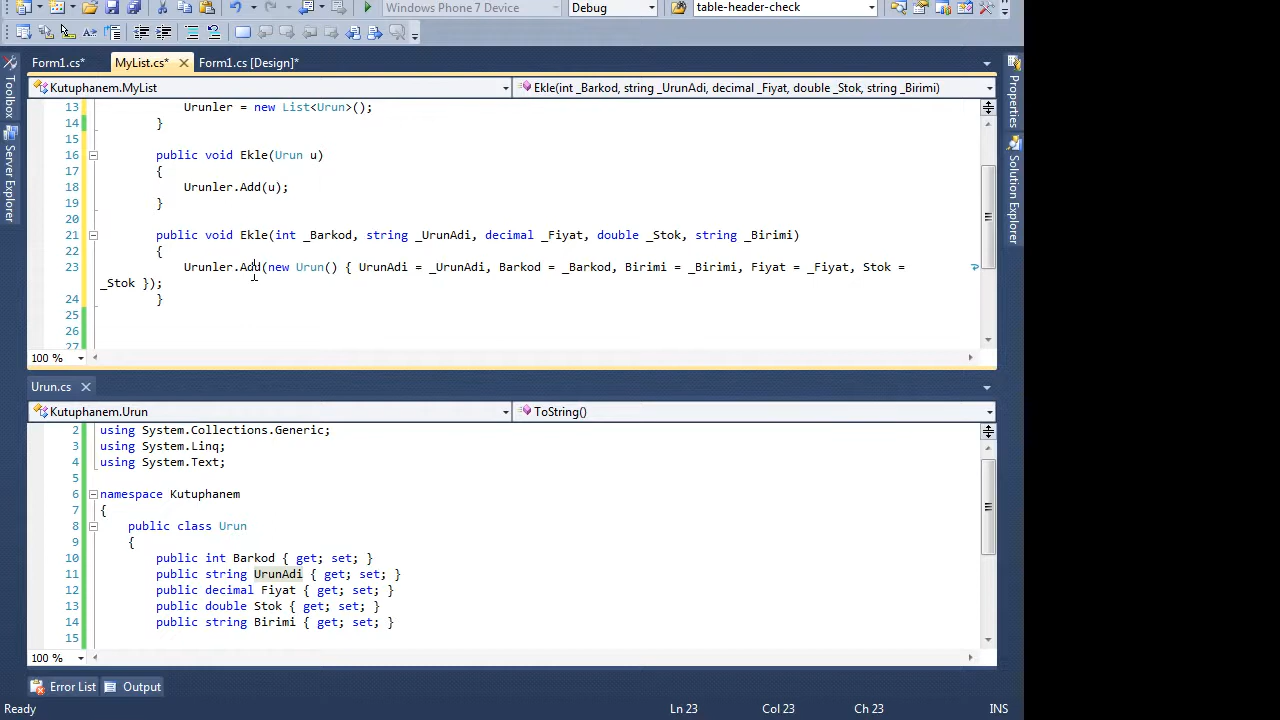 Windows Phone 7 Device
Debug
table-header-check
Form1.cs*
MyList.cs*
Form1.cs [Design]*
Kutuphanem.MyList
Ekle(int _Barkod, string _UrunAdi, decimal _Fiyat, double _Stok, string _Birimi)
Toolbox
Server Explorer
Properties
Solution Explorer
13 Urunler = new List<Urun>();
14 }
15
16 public void Ekle(Urun u)
17 {
18 Urunler.Add(u);
19 }
20
21 public void Ekle(int _Barkod, string _UrunAdi, decimal _Fiyat, double _Stok, string _Birimi)
22 {
23 Urunler.Add(new Urun() { UrunAdi = _UrunAdi, Barkod = _Barkod, Birimi = _Birimi, Fiyat = _Fiyat, Stok =
_Stok });
24 }
25
26
27
100 %
Urun.cs
Kutuphanem.Urun
ToString()
2 using System.Collections.Generic;
3 using System.Linq;
4 using System.Text;
5
6 namespace Kutuphanem
7 {
8 public class Urun
9 {
10 public int Barkod { get; set; }
11 public string UrunAdi { get; set; }
12 public decimal Fiyat { get; set; }
13 public double Stok { get; set; }
14 public string Birimi { get; set; }
15
100 %
Error List
Output
Ready
Ln 23
Col 23
Ch 23
INS